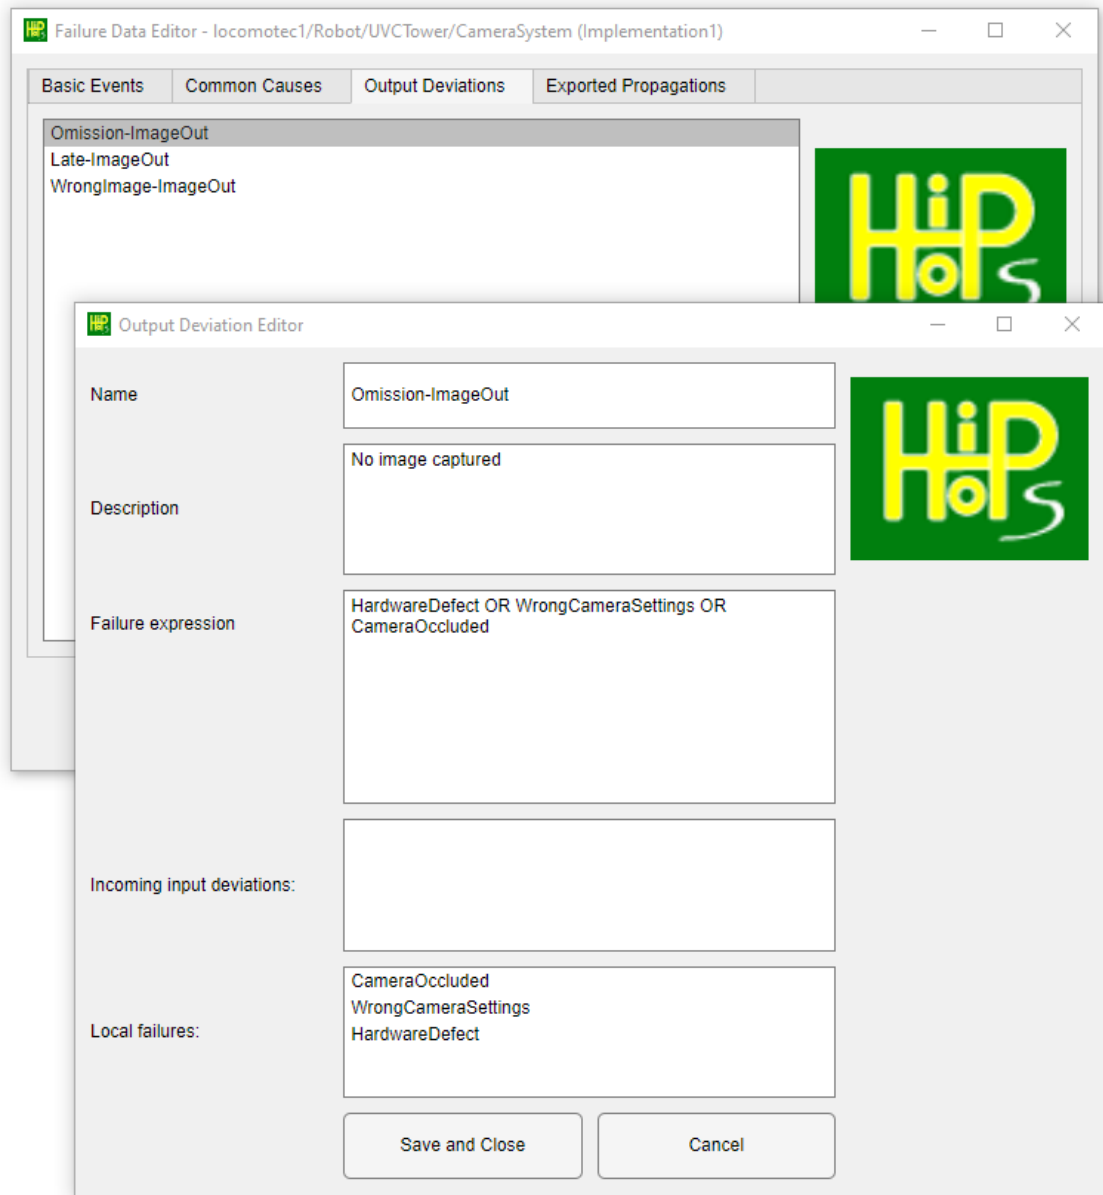 Failure Data Editor - locomotec1/Robot/UVCTower/CameraSystem (Implementation1)
Basic Events
Common Causes
Output Deviations
Exported Propagations
Omission-ImageOut
Late-ImageOut
WrongImage-ImageOut
HiP
HoPS
Output Deviation Editor
Name
Omission-ImageOut
HiP
HoPS
Description
No image captured
Failure expression
HardwareDefect OR WrongCameraSettings OR
CameraOccluded
Incoming input deviations:
Local failures:
CameraOccluded
WrongCameraSettings
HardwareDefect
Save and Close
Cancel